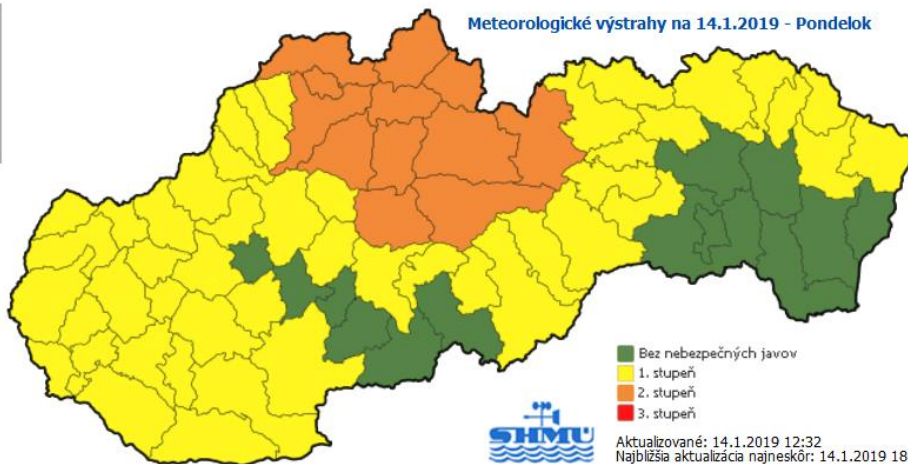 Meteorologické výstrahy na 14.1.2019 - Pondelok
Bez nebezpečných javov
1. stupeň
2. stupeň
3. stupeň
SHMÚ
Aktualizované: 14.1.2019 12:32
Najbližšia aktualizácia najneskôr: 14.1.2019 18